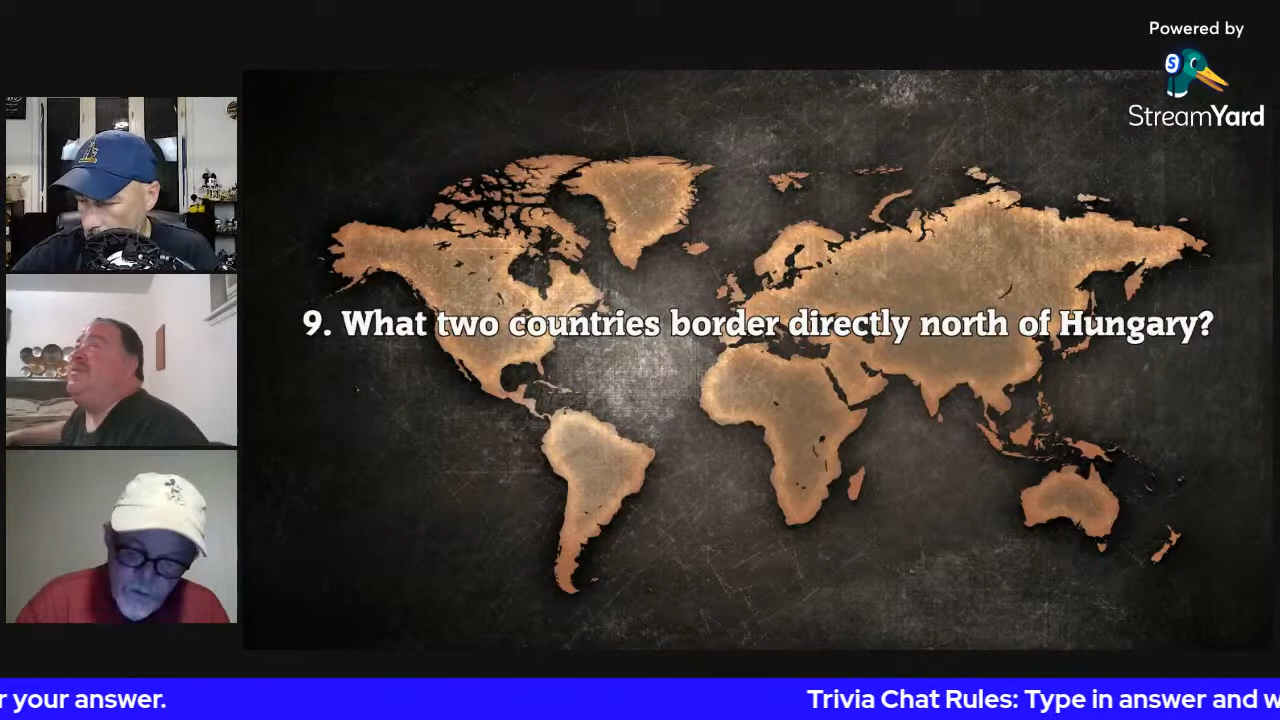 Powered by
S
StreamYard
9. What two countries border directly north of Hungary?
r your answer.
Trivia Chat Rules: Type in answer and w